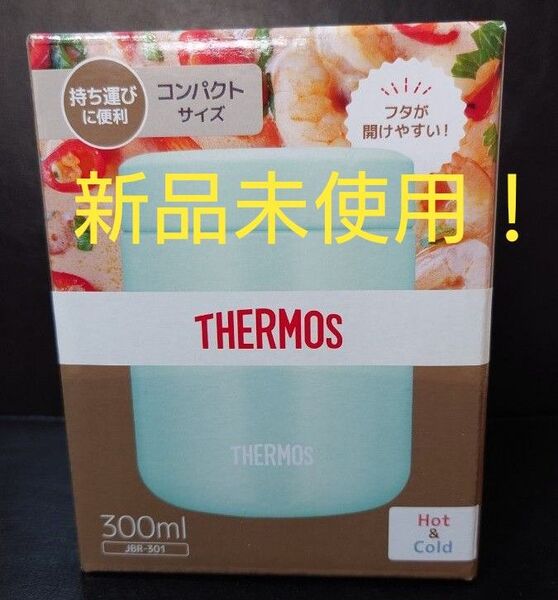 持ち運び
に便利
コンパクト
サイズ
フタが
開けやすい!
新品未使用！
THERMOS
THERMOS
300ml
JBR-301
Hot
&
Cold